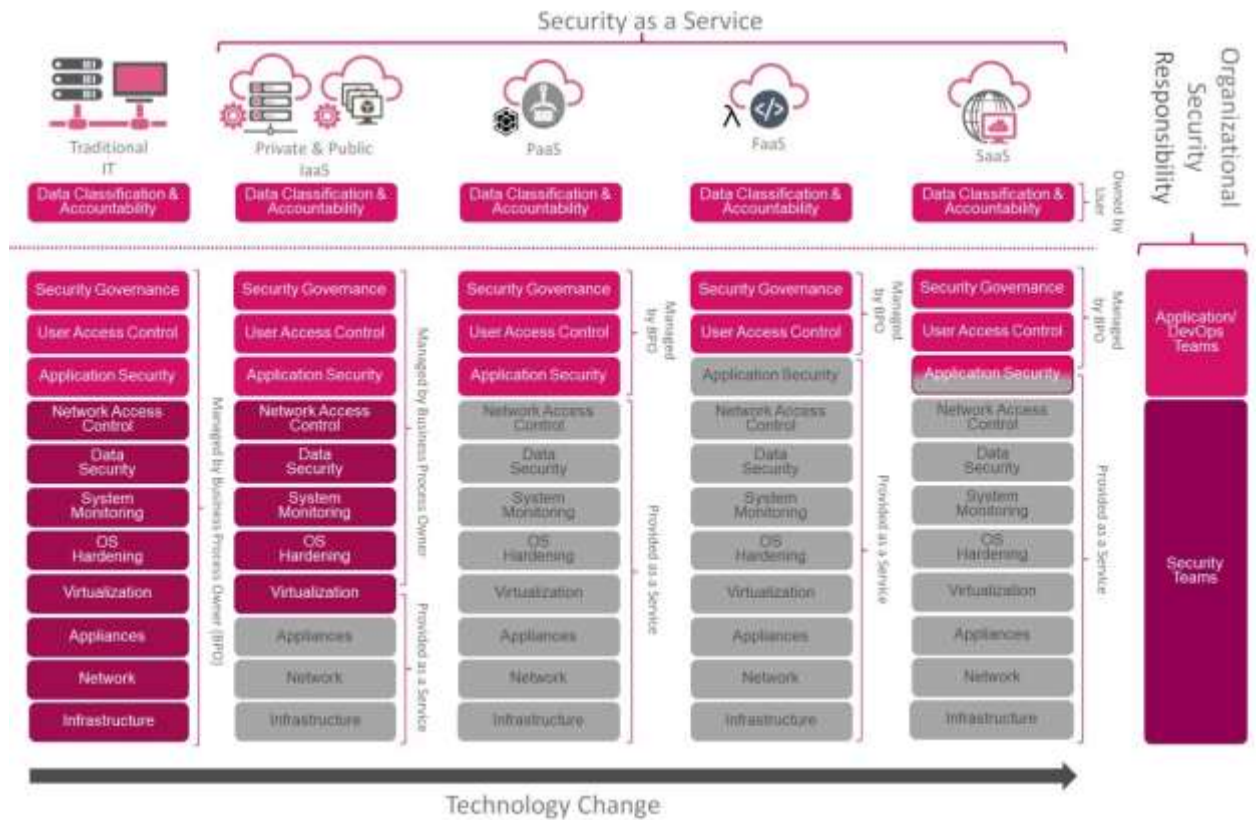 Security as a Service
Traditional
IT
Private & Public
IaaS
PaaS
λ
</>
FaaS
SaaS
Organizational
Security
Responsibility
Data Classification &
Accountability
Data Classification &
Accountability
Data Classification &
Accountability
Data Classification &
Accountability
Data Classification &
Accountability
Owned by
User
Security Governance
User Access Control
Application Security
Network Access
Control
Data
Security
System
Monitoring
OS
Hardening
Virtualization
Appliances
Network
Infrastructure
Managed by Business Process Owner (BPO)
Security Governance
User Access Control
Application Security
Network Access
Control
Data
Security
System
Monitoring
OS
Hardening
Virtualization
Appliances
Network
Infrastructure
Managed by Business Process Owner
Provided as a Service
Security Governance
User Access Control
Application Security
Network Access
Control
Data
Security
System
Monitoring
OS
Hardening
Virtualization
Appliances
Network
Infrastructure
Managed
by BPO
Provided as a Service
Security Governance
User Access Control
Application Security
Network Access
Control
Data
Security
System
Monitoring
OS
Hardening
Virtualization
Appliances
Network
Infrastructure
Managed
by BPO
Provided as a Service
Security Governance
User Access Control
Application Security
Network Access
Control
Data
Security
System
Monitoring
OS
Hardening
Virtualization
Appliances
Network
Infrastructure
Managed
by BPO
Provided as a Service
Application/
DevOps
Teams
Security
Teams
Technology Change